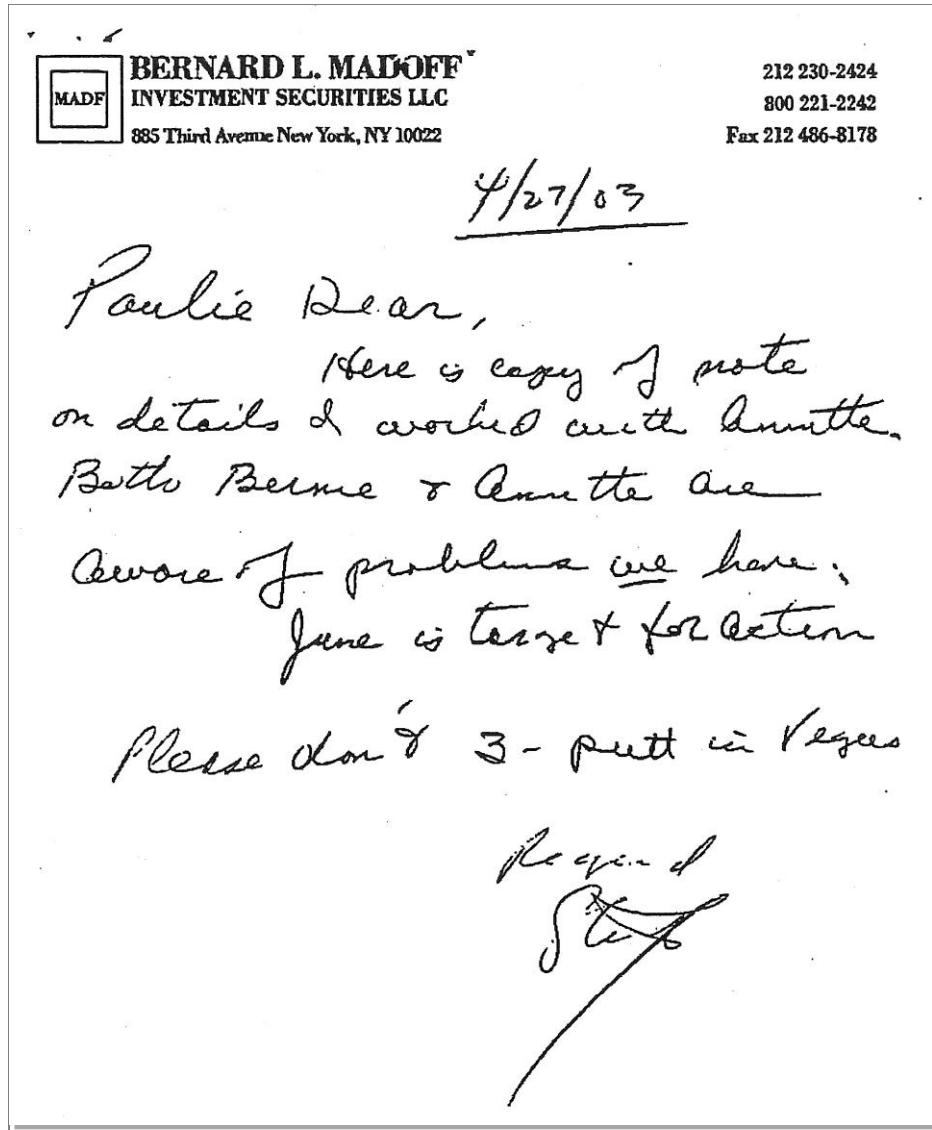 MADF
BERNARD L. MADOFF
INVESTMENT SECURITIES LLC
885 Third Avenue New York, NY 10022
212 230-2424
800 221-2242
Fax 212 486-8178
4/27/03
Paulie Dear,
Here is copy of note
on details I worked with Annette.
Both Bernie & Annette are
aware of problems we have.
June is target for action
Please don't 3-putt in Vegas
Regard